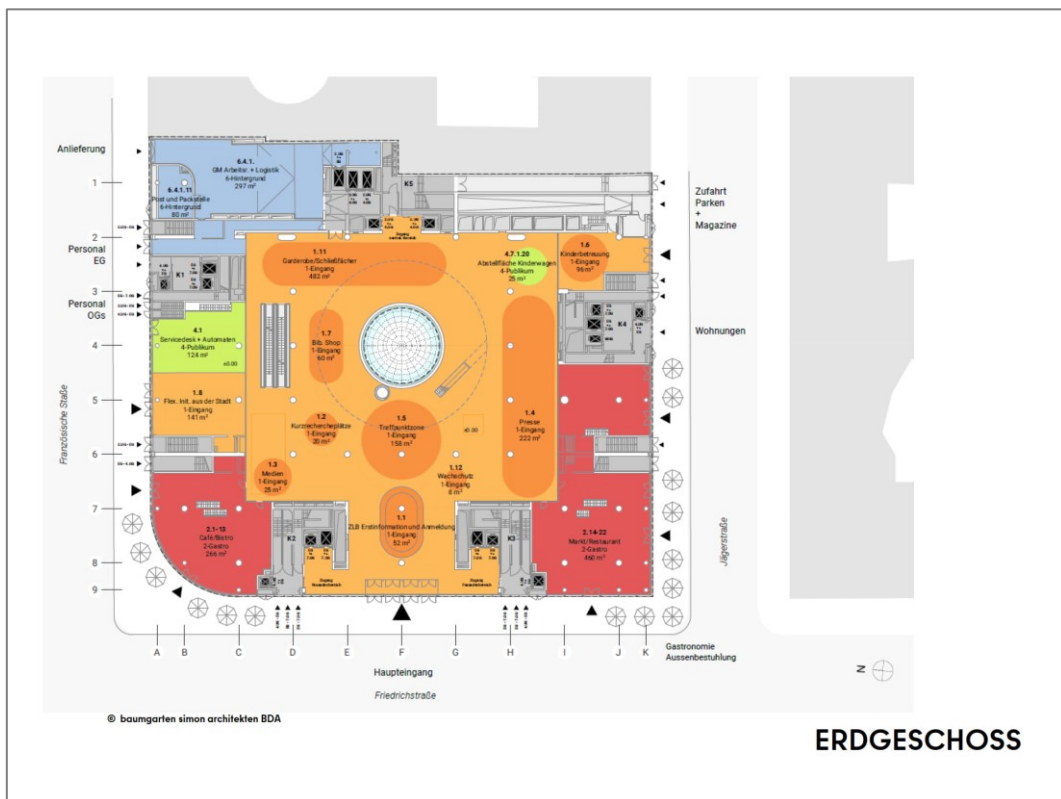 Anlieferung
1
6.4.1.
GM Arbeiter. + Logistik
6-Hintergrund
297 m²
6.4.1.11
Post und Packstelle
6-Hintergrund
80 m²
K5
Zufahrt
Parken
+
Magazine
2
Personal
EG
1.11
Garderobe/Schließfächer
1-Eingang
482 m²
4.7.1.20
Abstellfläche Kinderwagen
4-Publikum
25 m²
1.6
Kinderbetreuung
1-Eingang
96 m²
K1
3
Personal
OGs
K4
Wohnungen
4.1
Servicedesk + Automaten
4-Publikum
124 m²
±0.00
4
1.7
Bib. Shop
1-Eingang
60 m²
1.8
Flex. Init. aus der Stadt
1-Eingang
141 m²
5
1.2
Kurzrechercheplätze
1-Eingang
20 m²
1.5
Treffpunktzone
1-Eingang
158 m²
±0.00
1.4
Presse
1-Eingang
222 m²
6
1.3
Medien
1-Eingang
25 m²
1.12
Wachschutz
1-Eingang
8 m²
7
2.1-13
Café/Bistro
2-Gastro
266 m²
K2
1.1
ZLB Erstinformation und Anmeldung
1-Eingang
52 m²
K3
2.14-22
Markt/Restaurant
2-Gastro
460 m²
8
9
Französische Staße
Jägerstraße
A B C D E F G H I J K
Gastronomie
Aussenbestuhlung
Haupteingang
Friedrichstraße
N
© baumgarten simon architekten BDA
ERDGESCHOSS